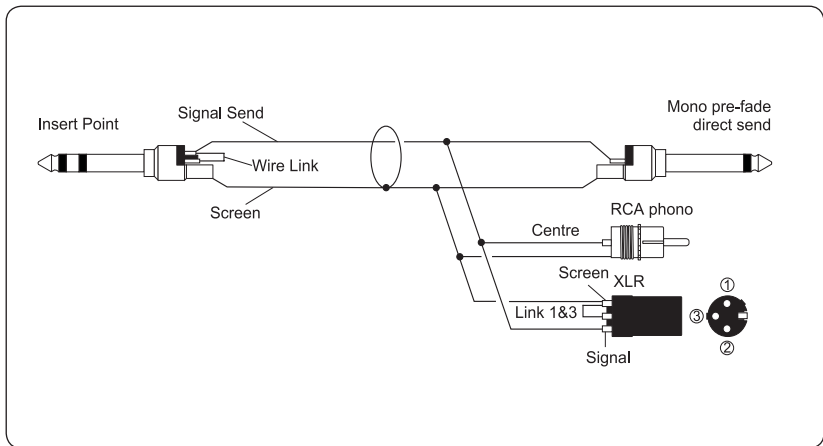 Signal Send
Insert Point
Mono pre-fade
direct send
Wire Link
Screen
RCA phono
Centre
Screen
XLR
①
Link 1&3
③
②
Signal